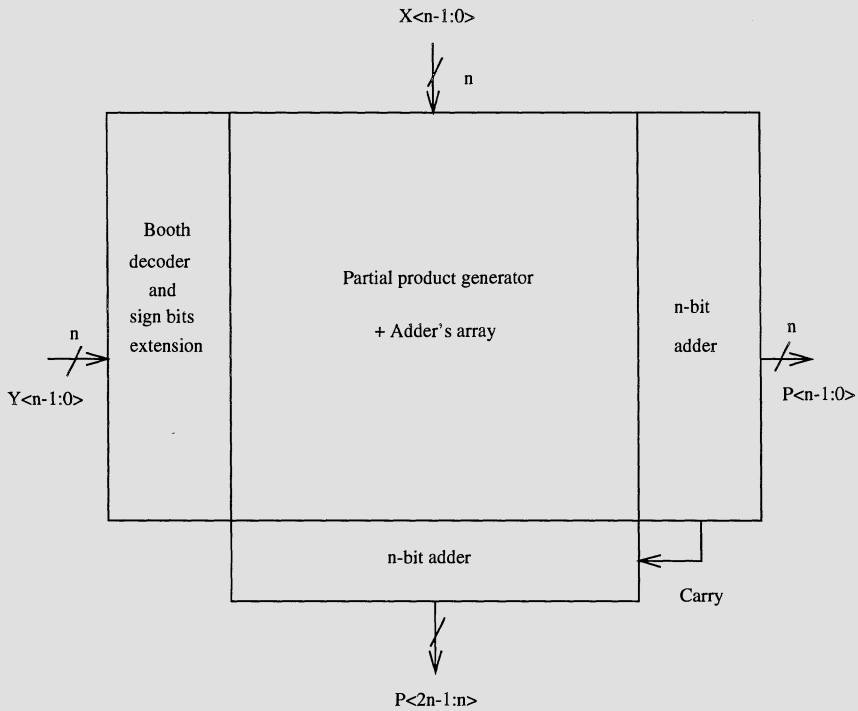 X<n-1:0>
n
Booth
decoder
and
sign bits
extension
Partial product generator
+ Adder's array
n-bit
adder
n
Y<n-1:0>
n
P<n-1:0>
n-bit adder
Carry
P<2n-1:n>